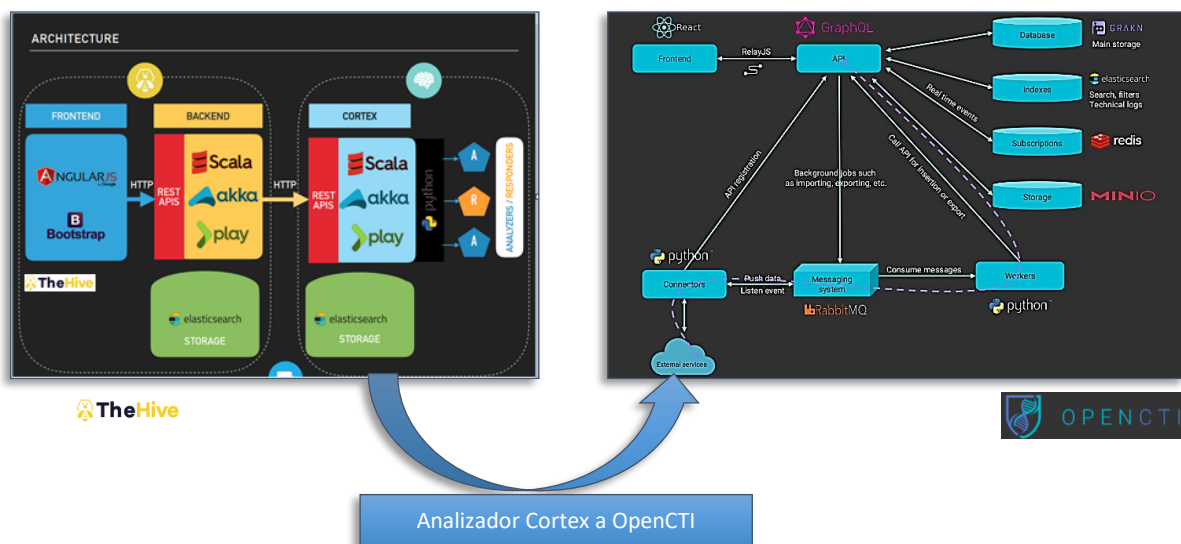 ARCHITECTURE
FRONTEND
BACKEND
CORTEX
ANGULARJS
by Google
B
Bootstrap
HTTP
REST
APIS
Scala
akka
play
HTTP
REST
APIS
Scala
akka
play
python
A
R
A
ANALYZERS / RESPONDERS
TheHive
elasticsearch
STORAGE
elasticsearch
STORAGE
TheHive
React
GraphQL
Frontend
RelayJS
API
Database
GRAKN
Main storage
Indexes
elasticsearch
Search, filters
Technical logs
Real time events
Subscriptions
redis
Call API for insertion or export
API registration
Background jobs such
as importing, exporting, etc.
Storage
MINIO
python
Connectors
Push data
Listen event
Messaging
system
Consume messages
Workers
RabbitMQ
python
External services
OPENCTI
Analizador Cortex a OpenCTI